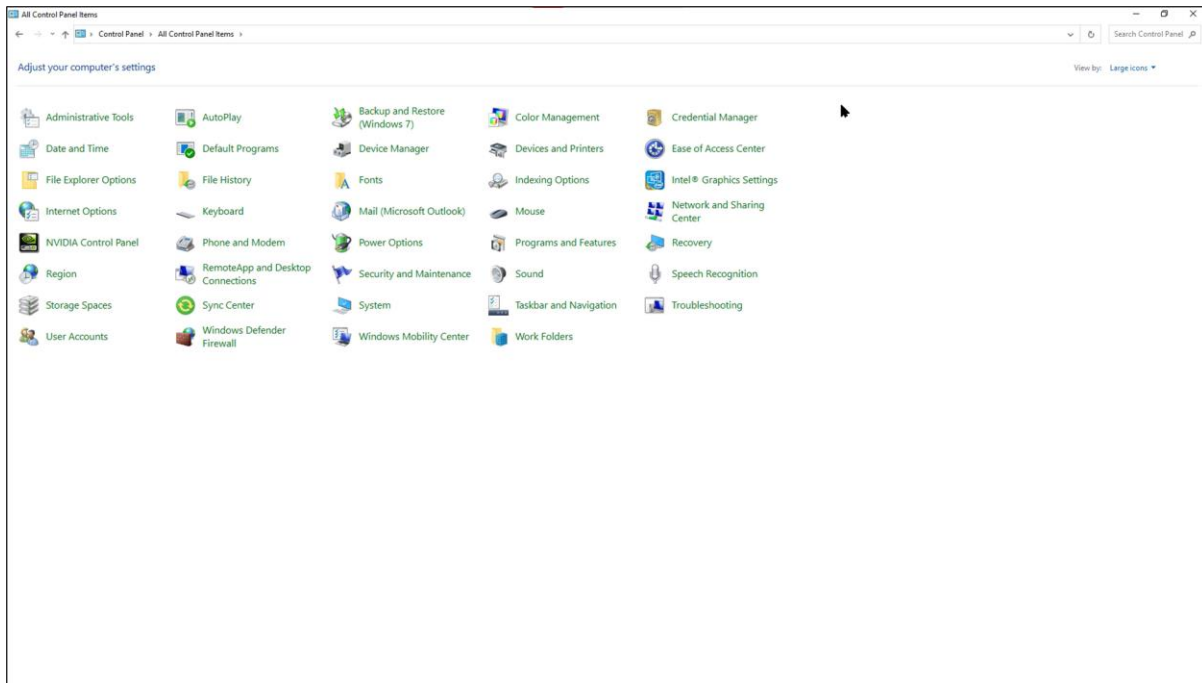 All Control Panel Items
Control Panel › All Control Panel Items ›
Search Control Panel
Adjust your computer's settings
View by: Large icons
Administrative Tools
AutoPlay
Backup and Restore
(Windows 7)
Color Management
Credential Manager
Date and Time
Default Programs
Device Manager
Devices and Printers
Ease of Access Center
File Explorer Options
File History
Fonts
Indexing Options
Intel® Graphics Settings
Internet Options
Keyboard
Mail (Microsoft Outlook)
Mouse
Network and Sharing
Center
NVIDIA Control Panel
Phone and Modem
Power Options
Programs and Features
Recovery
Region
RemoteApp and Desktop
Connections
Security and Maintenance
Sound
Speech Recognition
Storage Spaces
Sync Center
System
Taskbar and Navigation
Troubleshooting
User Accounts
Windows Defender
Firewall
Windows Mobility Center
Work Folders